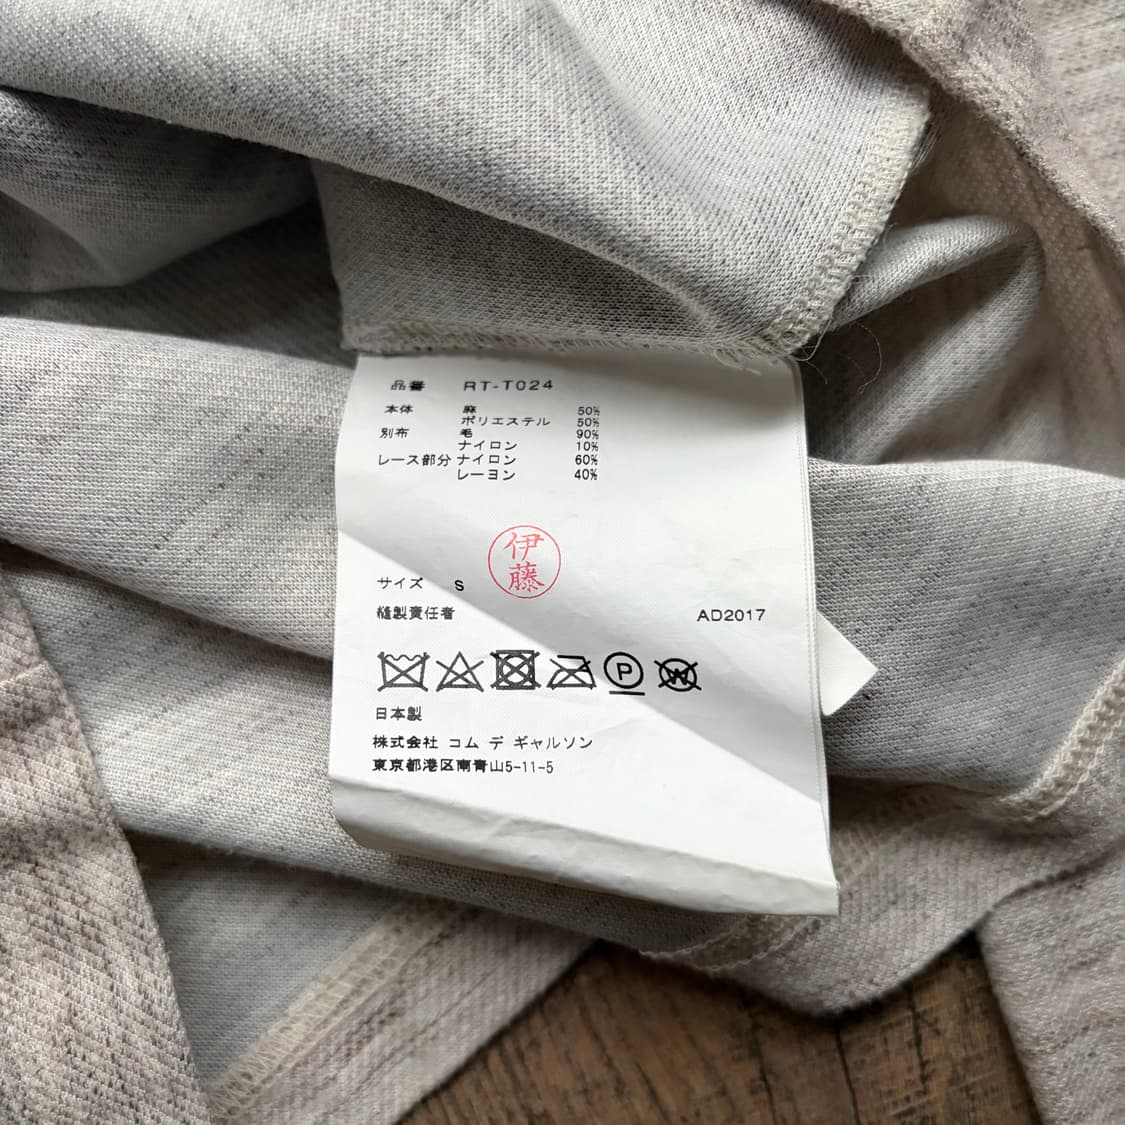 品番 RT-T024
本体 麻 50%
ポリエステル 50%
別布 毛 90%
ナイロン 10%
レース部分 ナイロン 60%
レーヨン 40%
伊藤
サイズ S
縫製責任者 AD2017
P W
日本製
株式会社 コム デ ギャルソン
東京都港区南青山5-11-5